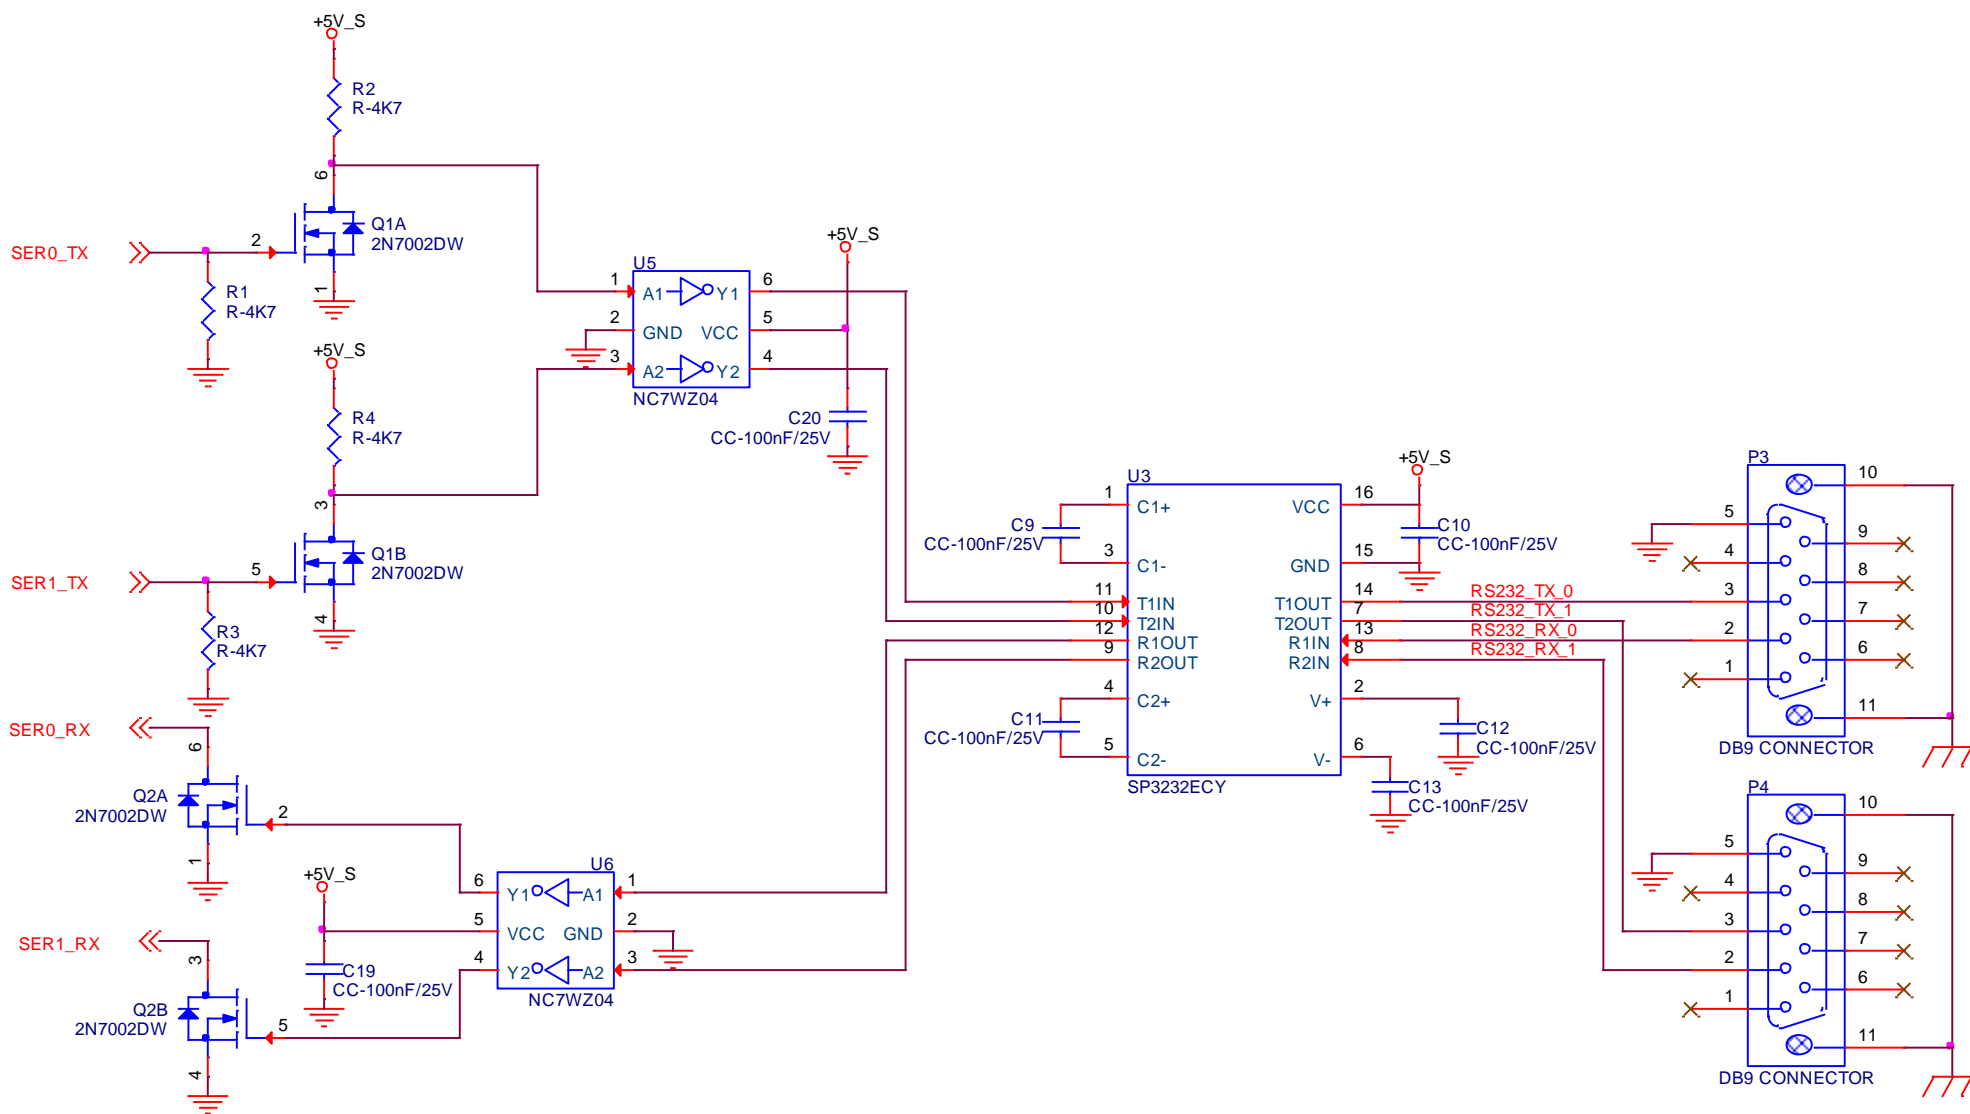 +5V_S
R2
R-4K7
6
Q1A
2N7002DW
SER0_TX
2
1
R1
R-4K7
+5V_S
R4
R-4K7
3
Q1B
2N7002DW
SER1_TX
5
4
R3
R-4K7
U5
1
A1
Y1
6
2
GND
VCC
5
3
A2
Y2
4
NC7WZ04
+5V_S
C20
CC-100nF/25V
SER0_RX
6
Q2A
2N7002DW
2
1
SER1_RX
3
Q2B
2N7002DW
5
4
+5V_S
C19
CC-100nF/25V
U6
6
Y1
A1
1
5
VCC
GND
2
4
Y2
A2
3
NC7WZ04
U3
1
C1+
VCC
16
+5V_S
C9
CC-100nF/25V
C10
CC-100nF/25V
3
C1-
GND
15
11
T1IN
T1OUT
14
RS232_TX_0
10
T2IN
T2OUT
7
RS232_TX_1
12
R1OUT
R1IN
13
RS232_RX_0
9
R2OUT
R2IN
8
RS232_RX_1
4
C2+
V+
2
C11
CC-100nF/25V
C12
CC-100nF/25V
5
C2-
V-
6
C13
CC-100nF/25V
SP3232ECY
P3
10
5
9
4
8
3
7
2
6
1
11
DB9 CONNECTOR
P4
10
5
9
4
8
3
7
2
6
1
11
DB9 CONNECTOR